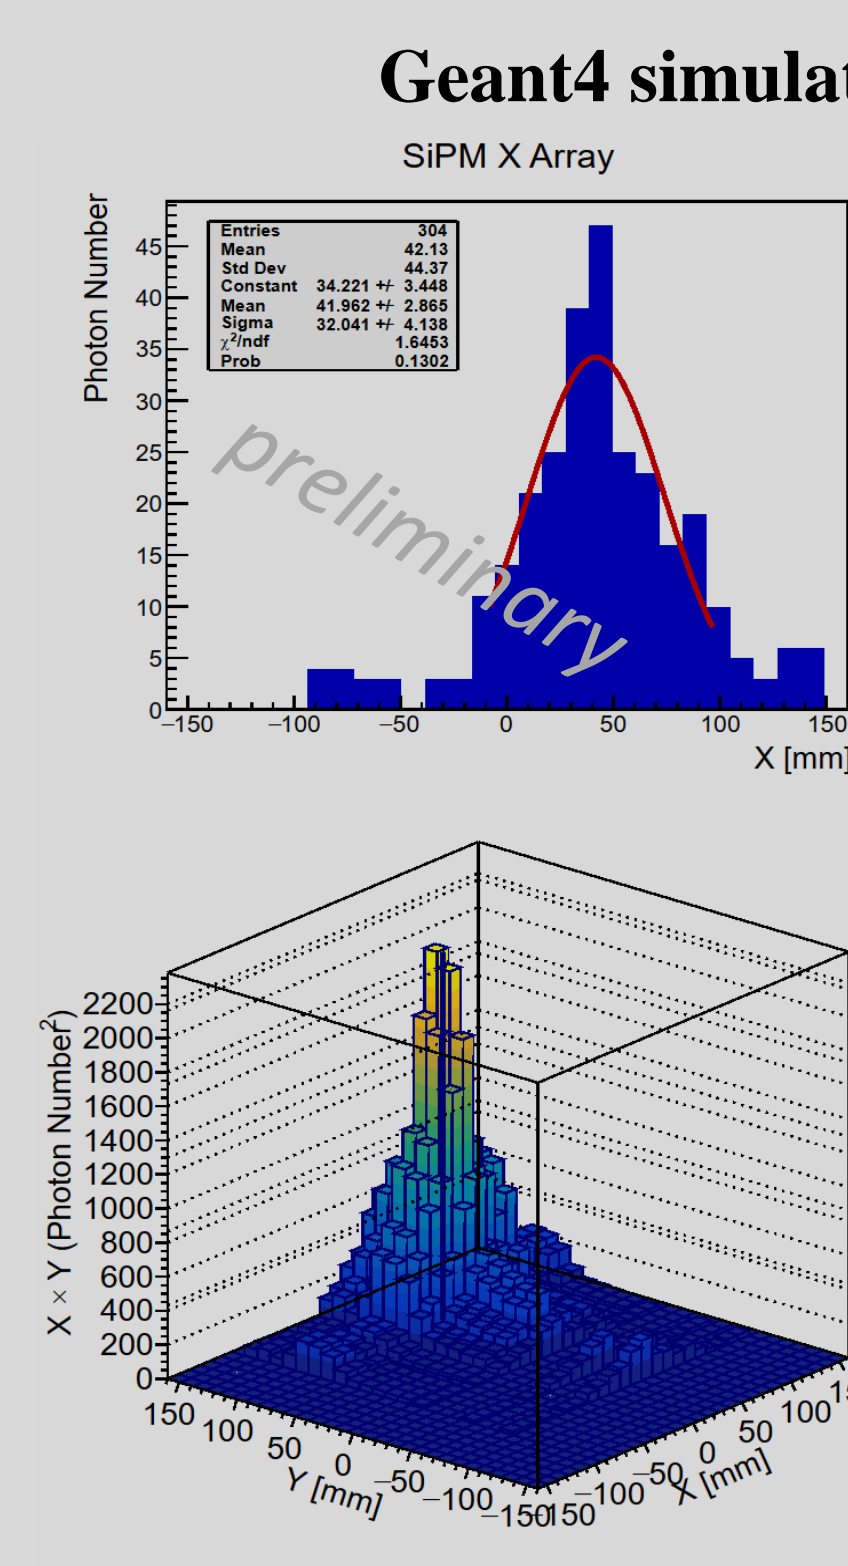 Geant4 simulat
SiPM X Array
Photon Number
Entries 304
Mean 42.13
Std Dev 44.37
Constant 34.221 +/- 3.448
Mean 41.962 +/- 2.865
Sigma 32.041 +/- 4.138
χ²/ndf 1.6453
Prob 0.1302
45
40
35
30
25
20
15
10
5
0
preliminary
−150 −100 −50 0 50 100 150
X [mm]
X × Y (Photon Number²)
2200
2000
1800
1600
1400
1200
1000
800
600
400
200
0
150 100 50 0 −50 −100 −150
Y [mm]
−150 −100 −50 0 50 100 15
X [mm]